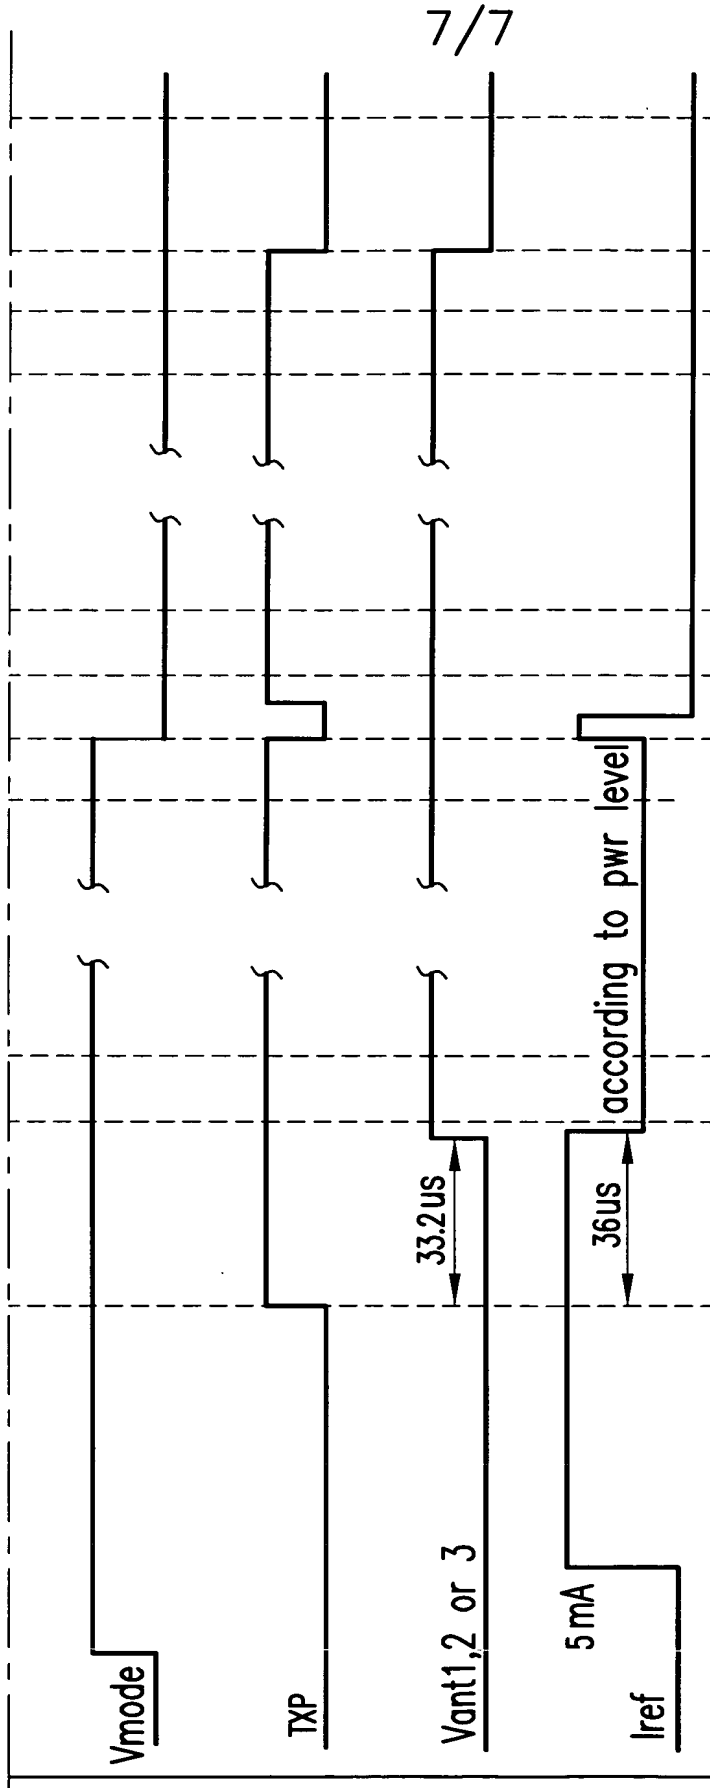 7/7
Vmode
TXP
Vant1,2 or 3
33.2us
Iref
5mA
36us
according to pwr level